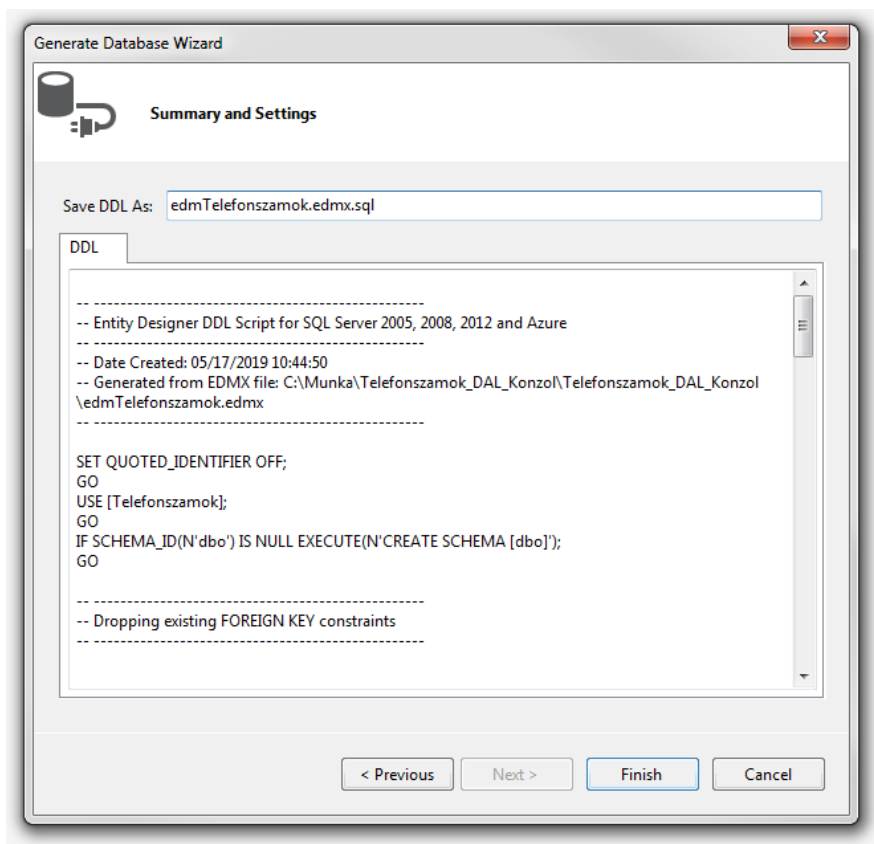 Generate Database Wizard
Summary and Settings
Save DDL As: edmTelefonszamok.edmx.sql
DDL
-- --------------------------------------------------
-- Entity Designer DDL Script for SQL Server 2005, 2008, 2012 and Azure
-- --------------------------------------------------
-- Date Created: 05/17/2019 10:44:50
-- Generated from EDMX file: C:\Munka\Telefonszamok_DAL_Konzol\Telefonszamok_DAL_Konzol
\edmTelefonszamok.edmx
-- --------------------------------------------------
SET QUOTED_IDENTIFIER OFF;
GO
USE [Telefonszamok];
GO
IF SCHEMA_ID(N'dbo') IS NULL EXECUTE(N'CREATE SCHEMA [dbo]');
GO
-- --------------------------------------------------
-- Dropping existing FOREIGN KEY constraints
-- --------------------------------------------------
< Previous Next > Finish Cancel